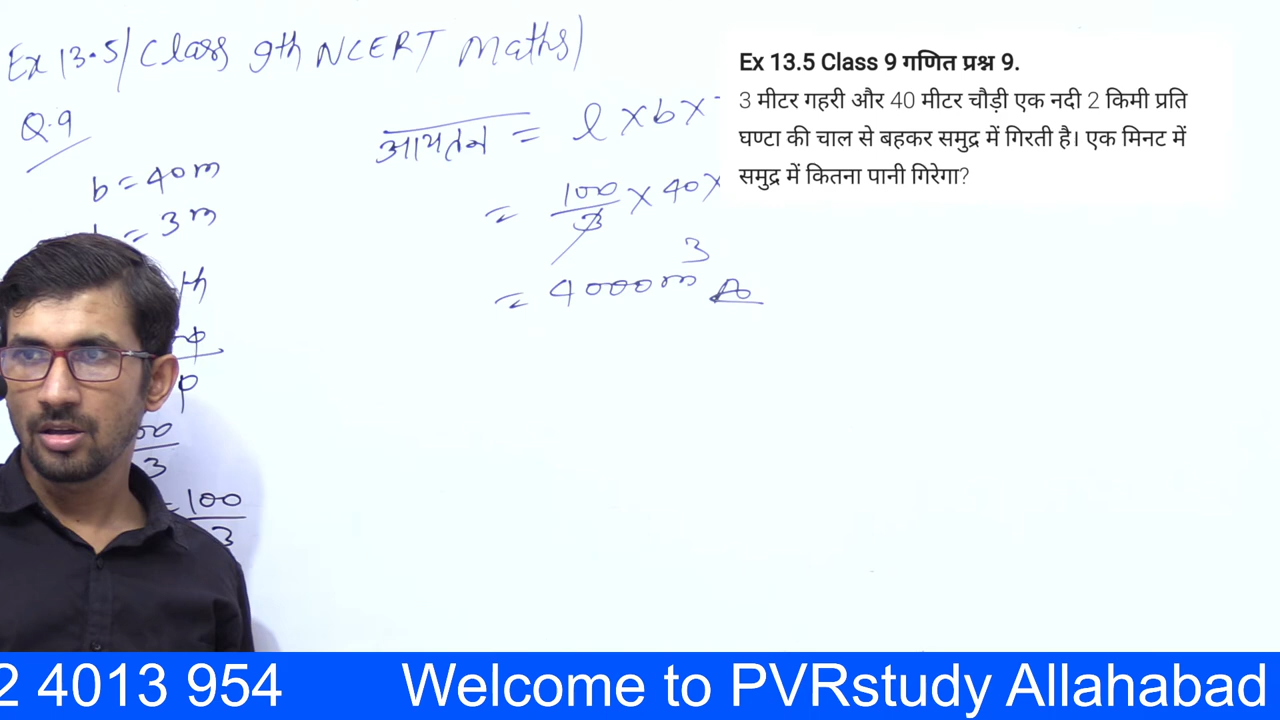 Ex 13.5/ Class 9th NCERT Maths)
Q.9
b = 40m
= 3m
100
3
= 100
3
आयतन = l × b ×
= 100/3 × 40 ×
3
= 4000m
Ex 13.5 Class 9 गणित प्रश्न 9.
3 मीटर गहरी और 40 मीटर चौड़ी एक नदी 2 किमी प्रति
घण्टा की चाल से बहकर समुद्र में गिरती है। एक मिनट में
समुद्र में कितना पानी गिरेगा?
2 4013 954 Welcome to PVRstudy Allahabad